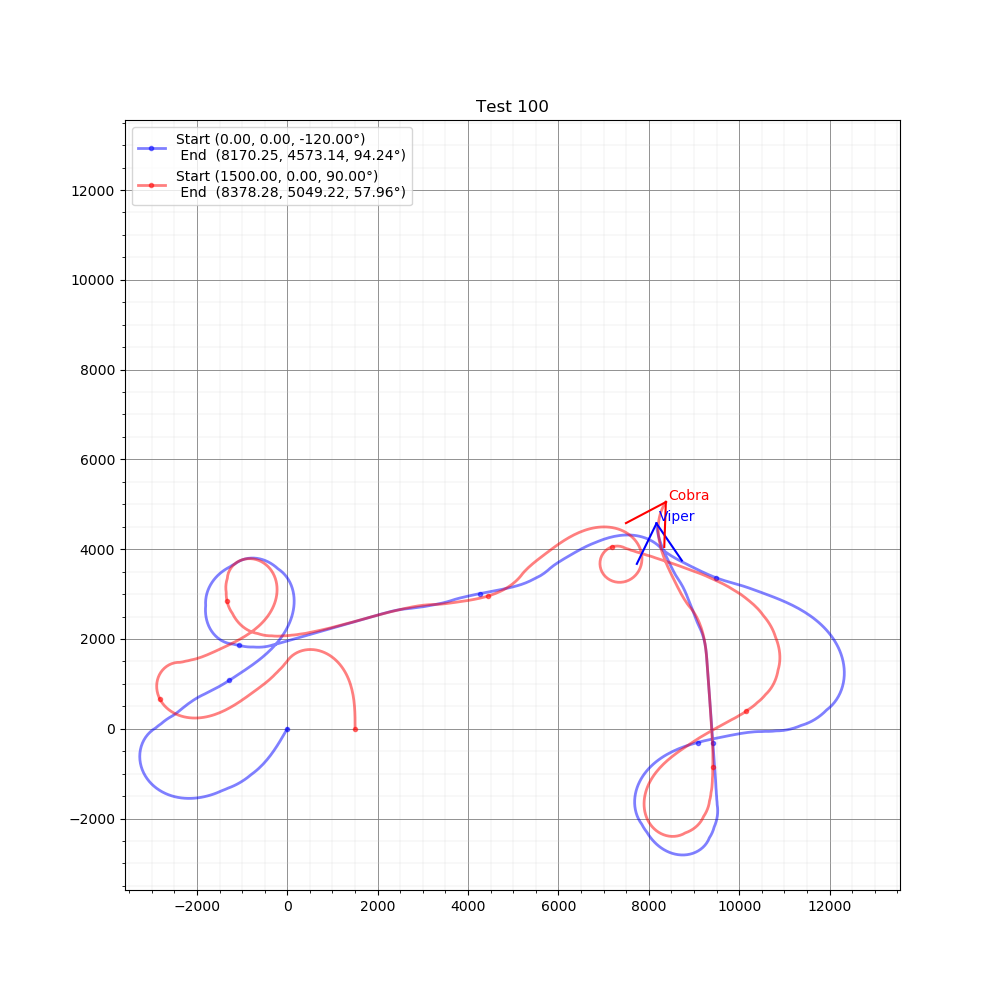 Test 100
Start (0.00, 0.00, -120.00°)
End (8170.25, 4573.14, 94.24°)
Start (1500.00, 0.00, 90.00°)
End (8378.28, 5049.22, 57.96°)
12000
10000
8000
6000
4000
2000
0
−2000
Cobra
Viper
−2000 0 2000 4000 6000 8000 10000 12000